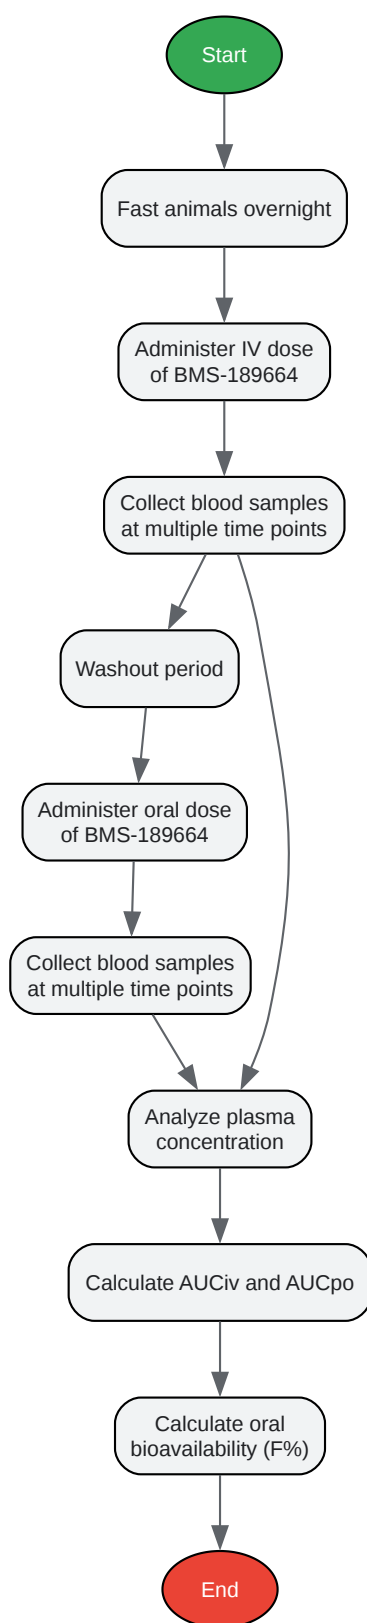 Start
Fast animals overnight
Administer IV dose
of BMS-189664
Collect blood samples
at multiple time points
Washout period
Administer oral dose
of BMS-189664
Collect blood samples
at multiple time points
Analyze plasma
concentration
Calculate AUCiv and AUCpo
Calculate oral
bioavailability (F%)
End